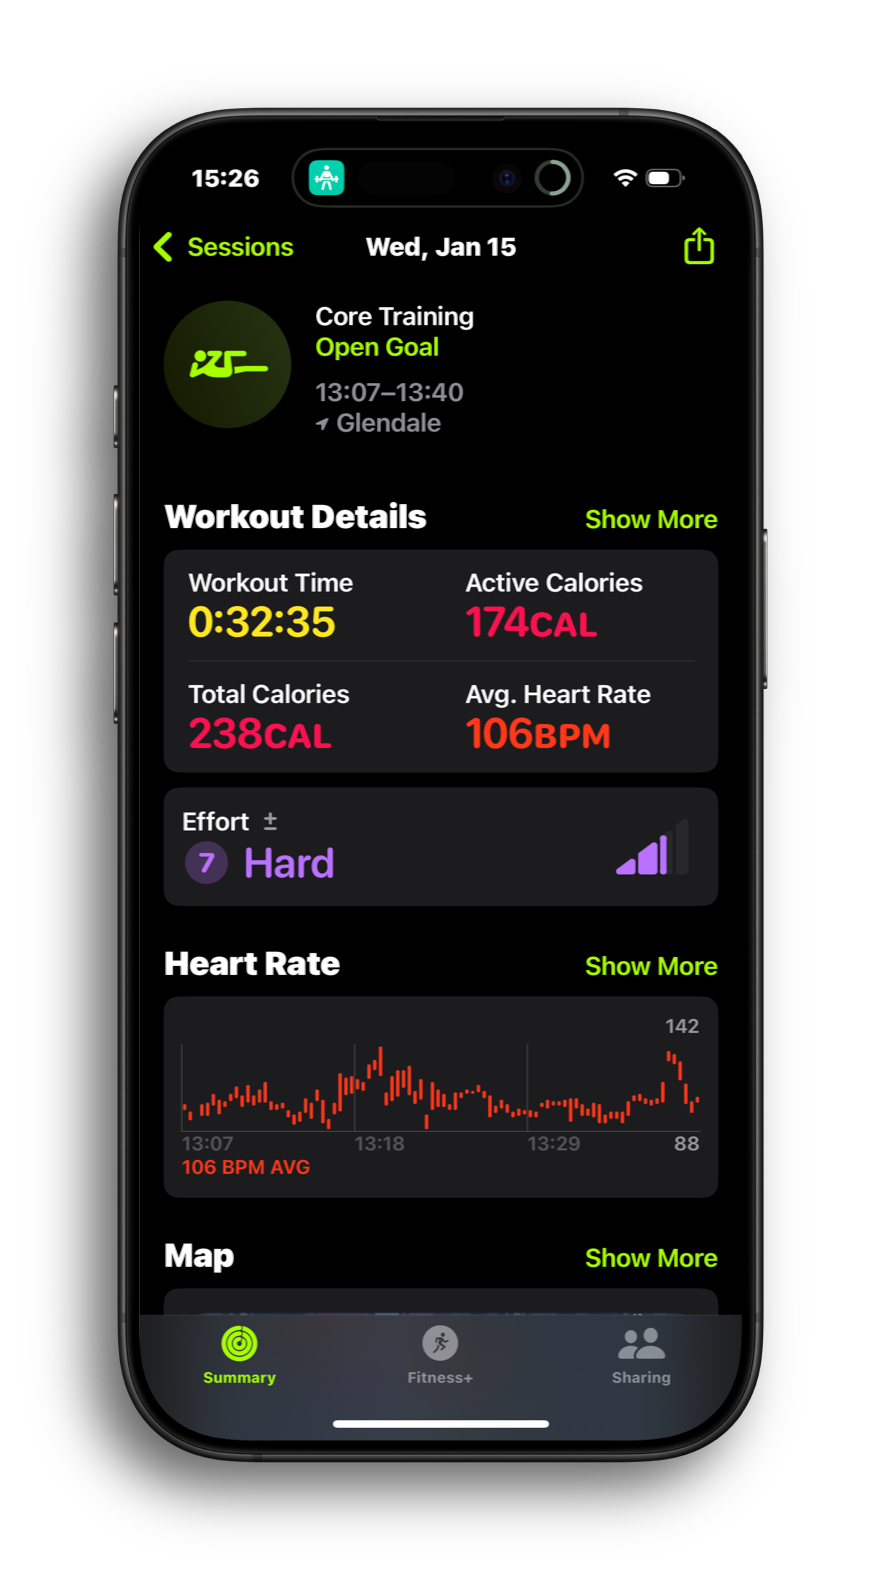 15:26
Sessions
Wed, Jan 15
Core Training
Open Goal
13:07–13:40
Glendale
Workout Details
Show More
Workout Time
Active Calories
0:32:35
174CAL
Total Calories
Avg. Heart Rate
238CAL
106BPM
Effort ±
7 Hard
Heart Rate
Show More
142
13:07 13:18 13:29 88
106 BPM AVG
Map
Show More
Summary
Fitness+
Sharing